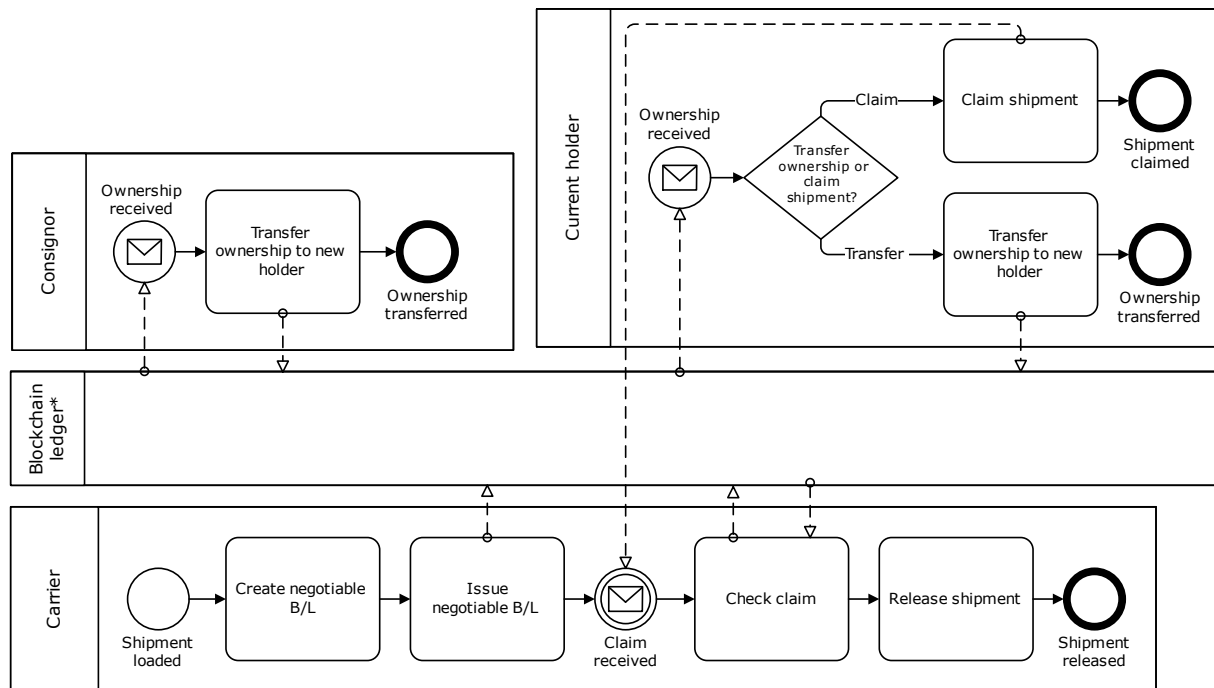 Current holder
Ownership
received
Transfer
ownership or
claim
shipment?
Claim
Claim shipment
Shipment
claimed
Transfer
Transfer
ownership to new
holder
Ownership
transferred
Consignor
Ownership
received
Transfer
ownership to new
holder
Ownership
transferred
Blockchain
ledger*
Carrier
Shipment
loaded
Create negotiable
B/L
Issue
negotiable B/L
Claim
received
Check claim
Release shipment
Shipment
released